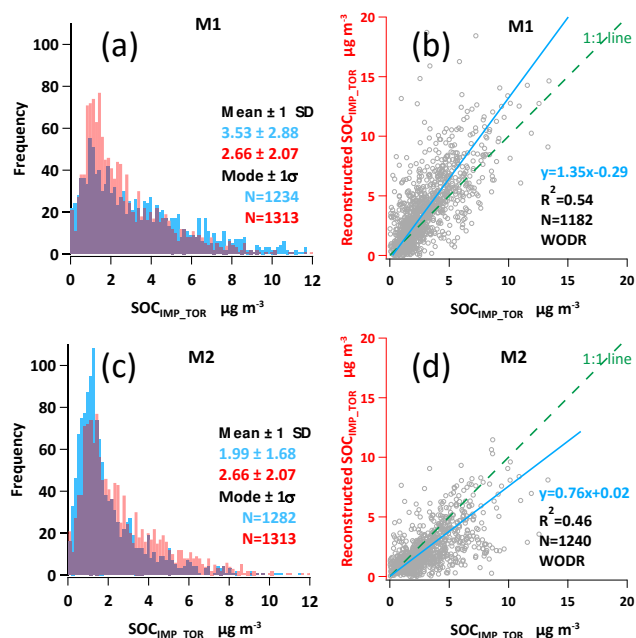 M1
(a)
Frequency
100
80
60
40
20
0
Mean ± 1 SD
3.53 ± 2.88
2.66 ± 2.07
Mode ± 1σ
N=1234
N=1313
0 2 4 6 8 10 12
SOC_IMP_TOR µg m⁻³
(b)
M1
1:1 line
Reconstructed SOC_IMP_TOR µg m⁻³
20
15
10
5
0
y=1.35x-0.29
R²=0.54
N=1182
WODR
0 5 10 15 20
SOC_IMP_TOR µg m⁻³
M2
(c)
Frequency
100
80
60
40
20
0
Mean ± 1 SD
1.99 ± 1.68
2.66 ± 2.07
Mode ± 1σ
N=1282
N=1313
0 2 4 6 8 10 12
SOC_IMP_TOR µg m⁻³
(d)
M2
1:1 line
Reconstructed SOC_IMP_TOR µg m⁻³
20
15
10
5
0
y=0.76x+0.02
R²=0.46
N=1240
WODR
0 5 10 15 20
SOC_IMP_TOR µg m⁻³